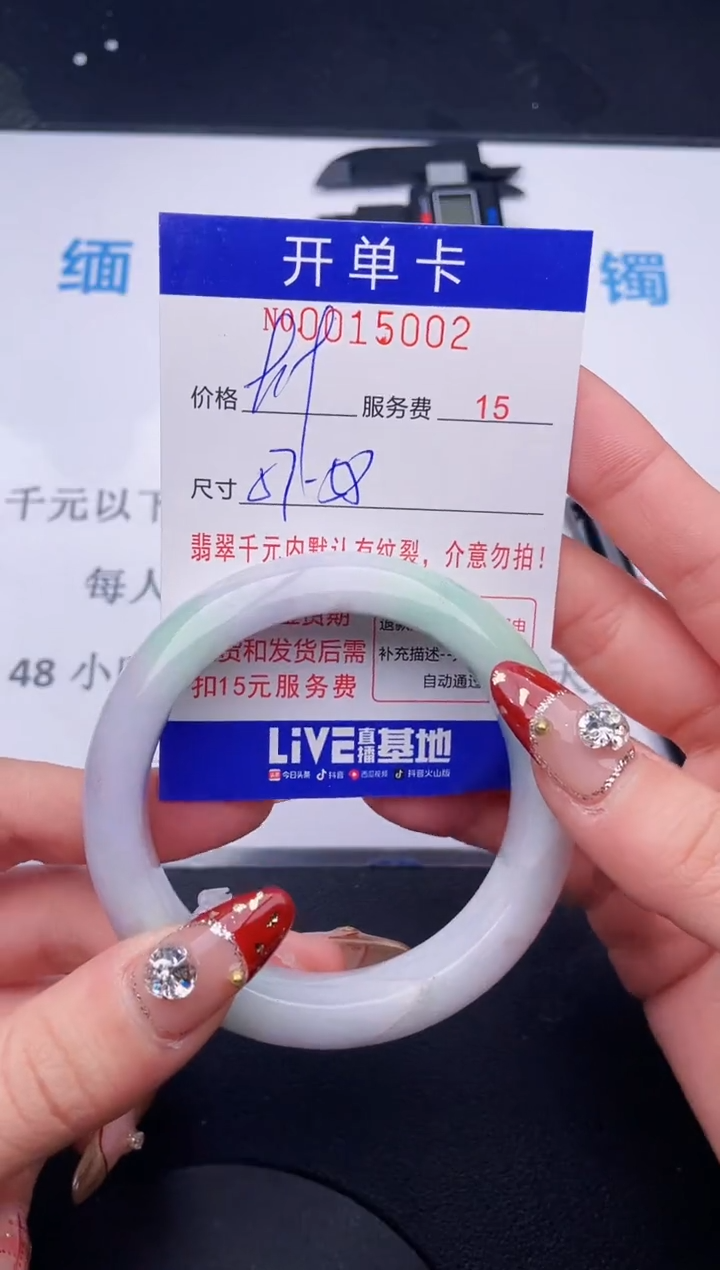 缅
镯
开单卡
No.0015002
价格
服务费 15
尺寸 57-58
翡翠千元内默认有纹裂，介意勿拍！
货和发货后需
扣15元服务费
补充描述--
自动通过
LiVE直播基地
今日头条 抖音 西瓜视频 抖音火山版
千元以下
每人
48 小